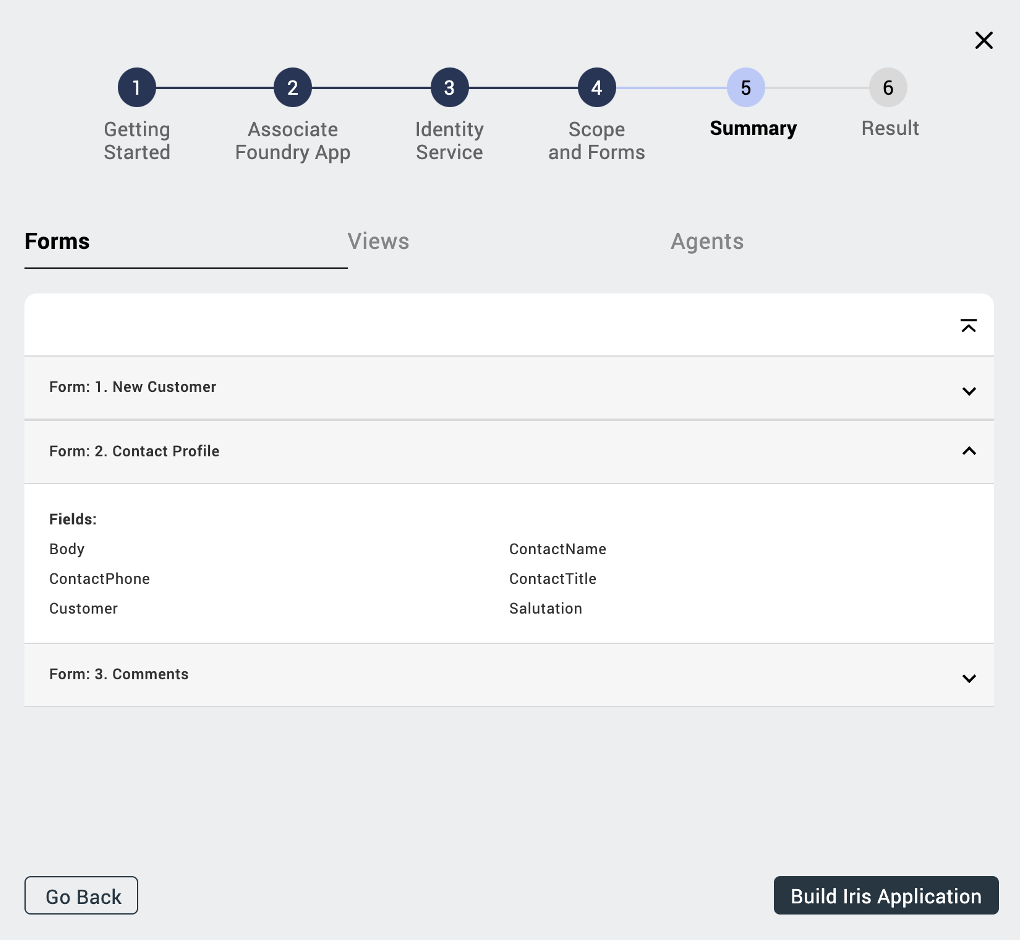 1
2
3
4
5
6
Getting Started
Associate Foundry App
Identity Service
Scope and Forms
Summary
Result
Forms
Views
Agents
Form: 1. New Customer
Form: 2. Contact Profile
Fields:
Body
ContactName
ContactPhone
ContactTitle
Customer
Salutation
Form: 3. Comments
Go Back
Build Iris Application